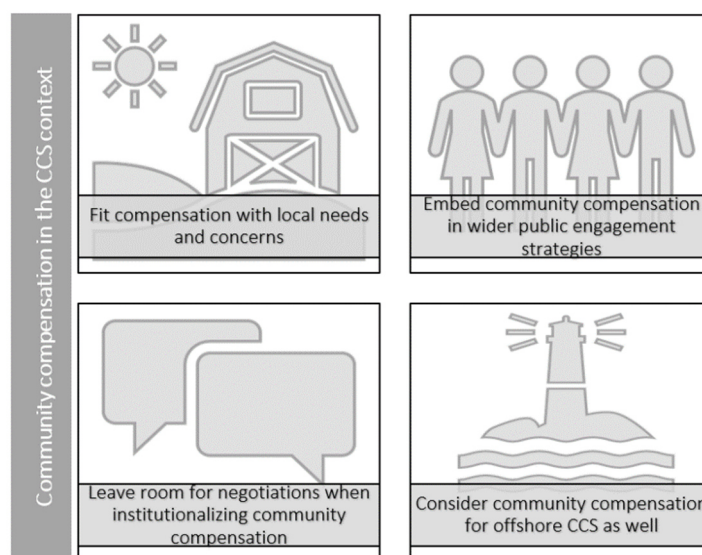 Community compensation in the CCS context
Fit compensation with local needs
and concerns
Embed community compensation
in wider public engagement
strategies
Leave room for negotiations when
institutionalizing community
compensation
Consider community compensation
for offshore CCS as well